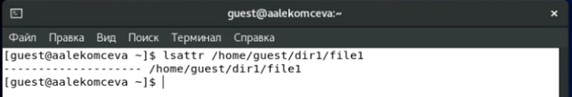 guest@aalekomceva:~
Файл Правка Вид Поиск Терминал Справка
[guest@aalekomceva ~]$ lsattr /home/guest/dir1/file1
-------------------- /home/guest/dir1/file1
[guest@aalekomceva ~]$